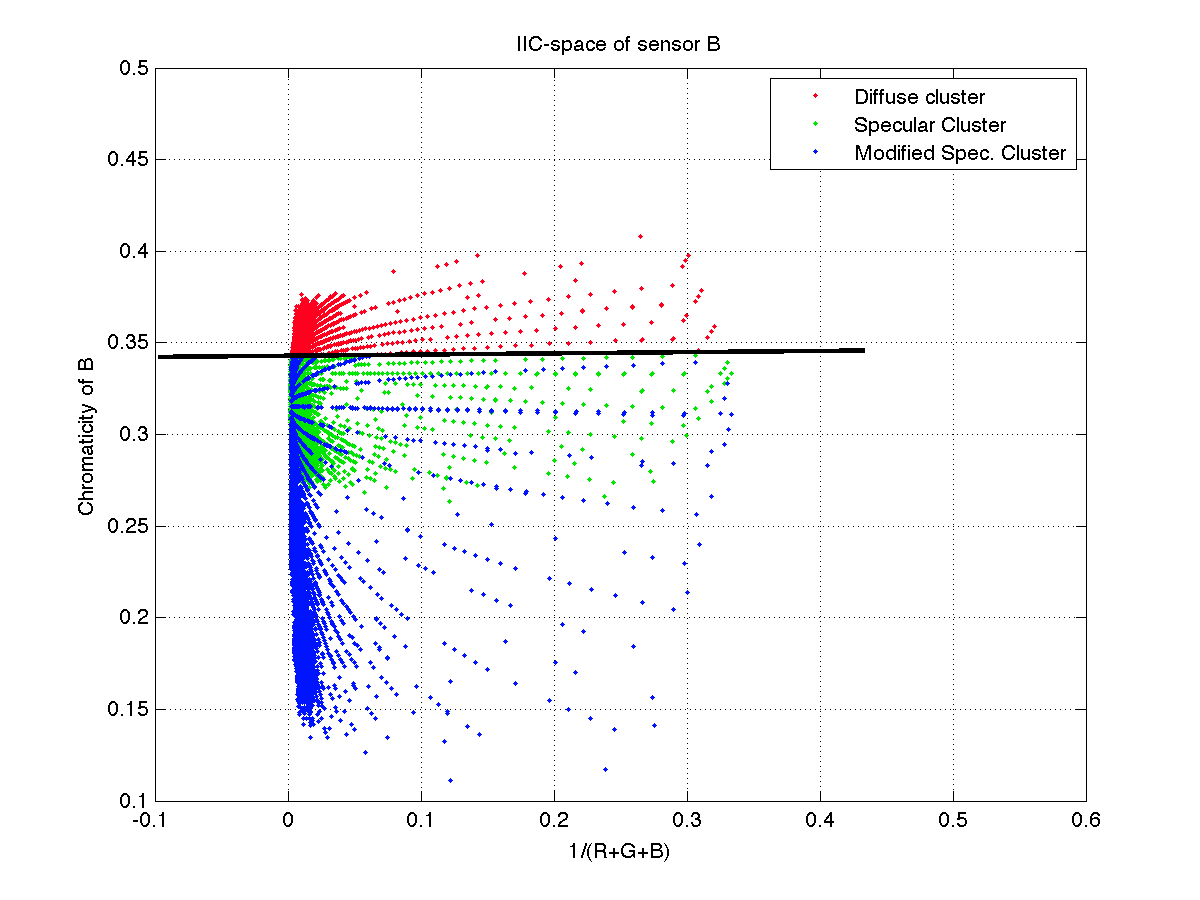 IIC-space of sensor B
0.5
Diffuse cluster
Specular Cluster
Modified Spec. Cluster
0.45
0.4
0.35
0.3
0.25
0.2
0.15
0.1
Chromaticity of B
-0.1 0 0.1 0.2 0.3 0.4 0.5 0.6
1/(R+G+B)